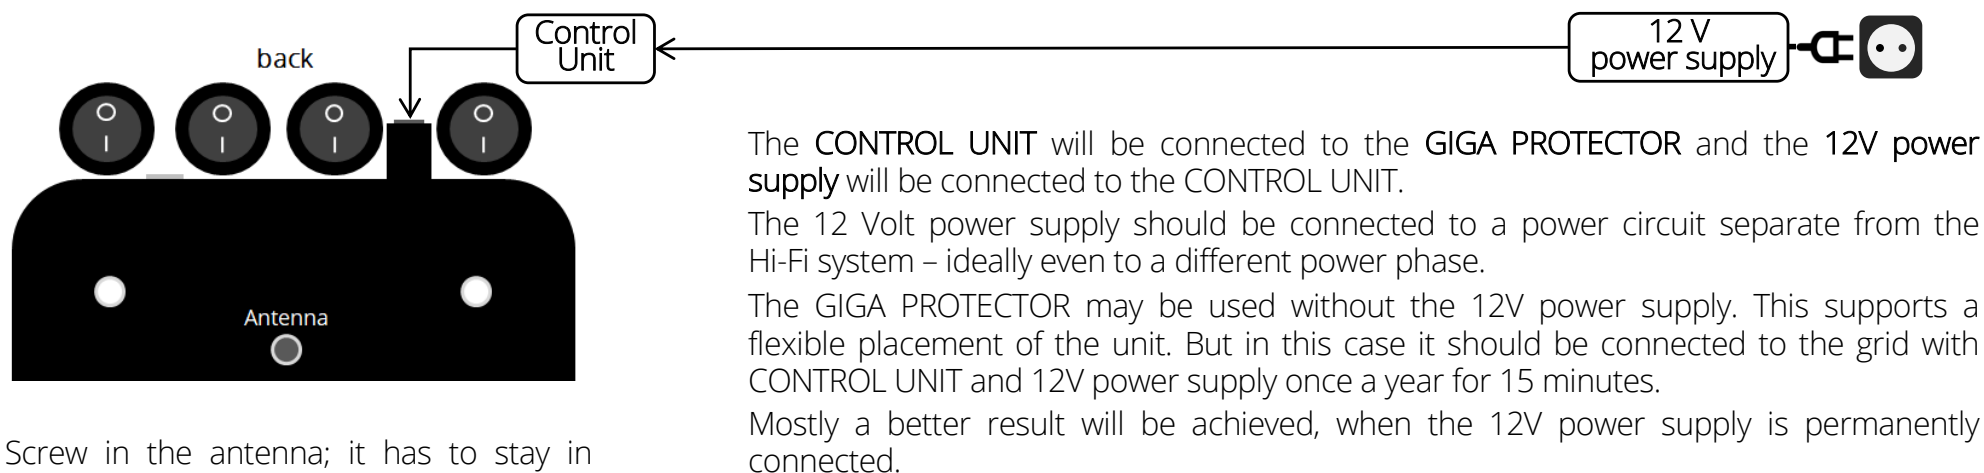 Control
Unit
12 V
power supply
back
O
I
O
I
O
I
O
I
Antenna
Screw in the antenna; it has to stay in
The CONTROL UNIT will be connected to the GIGA PROTECTOR and the 12V power
supply will be connected to the CONTROL UNIT.
The 12 Volt power supply should be connected to a power circuit separate from the
Hi-Fi system – ideally even to a different power phase.
The GIGA PROTECTOR may be used without the 12V power supply. This supports a
flexible placement of the unit. But in this case it should be connected to the grid with
CONTROL UNIT and 12V power supply once a year for 15 minutes.
Mostly a better result will be achieved, when the 12V power supply is permanently
connected.